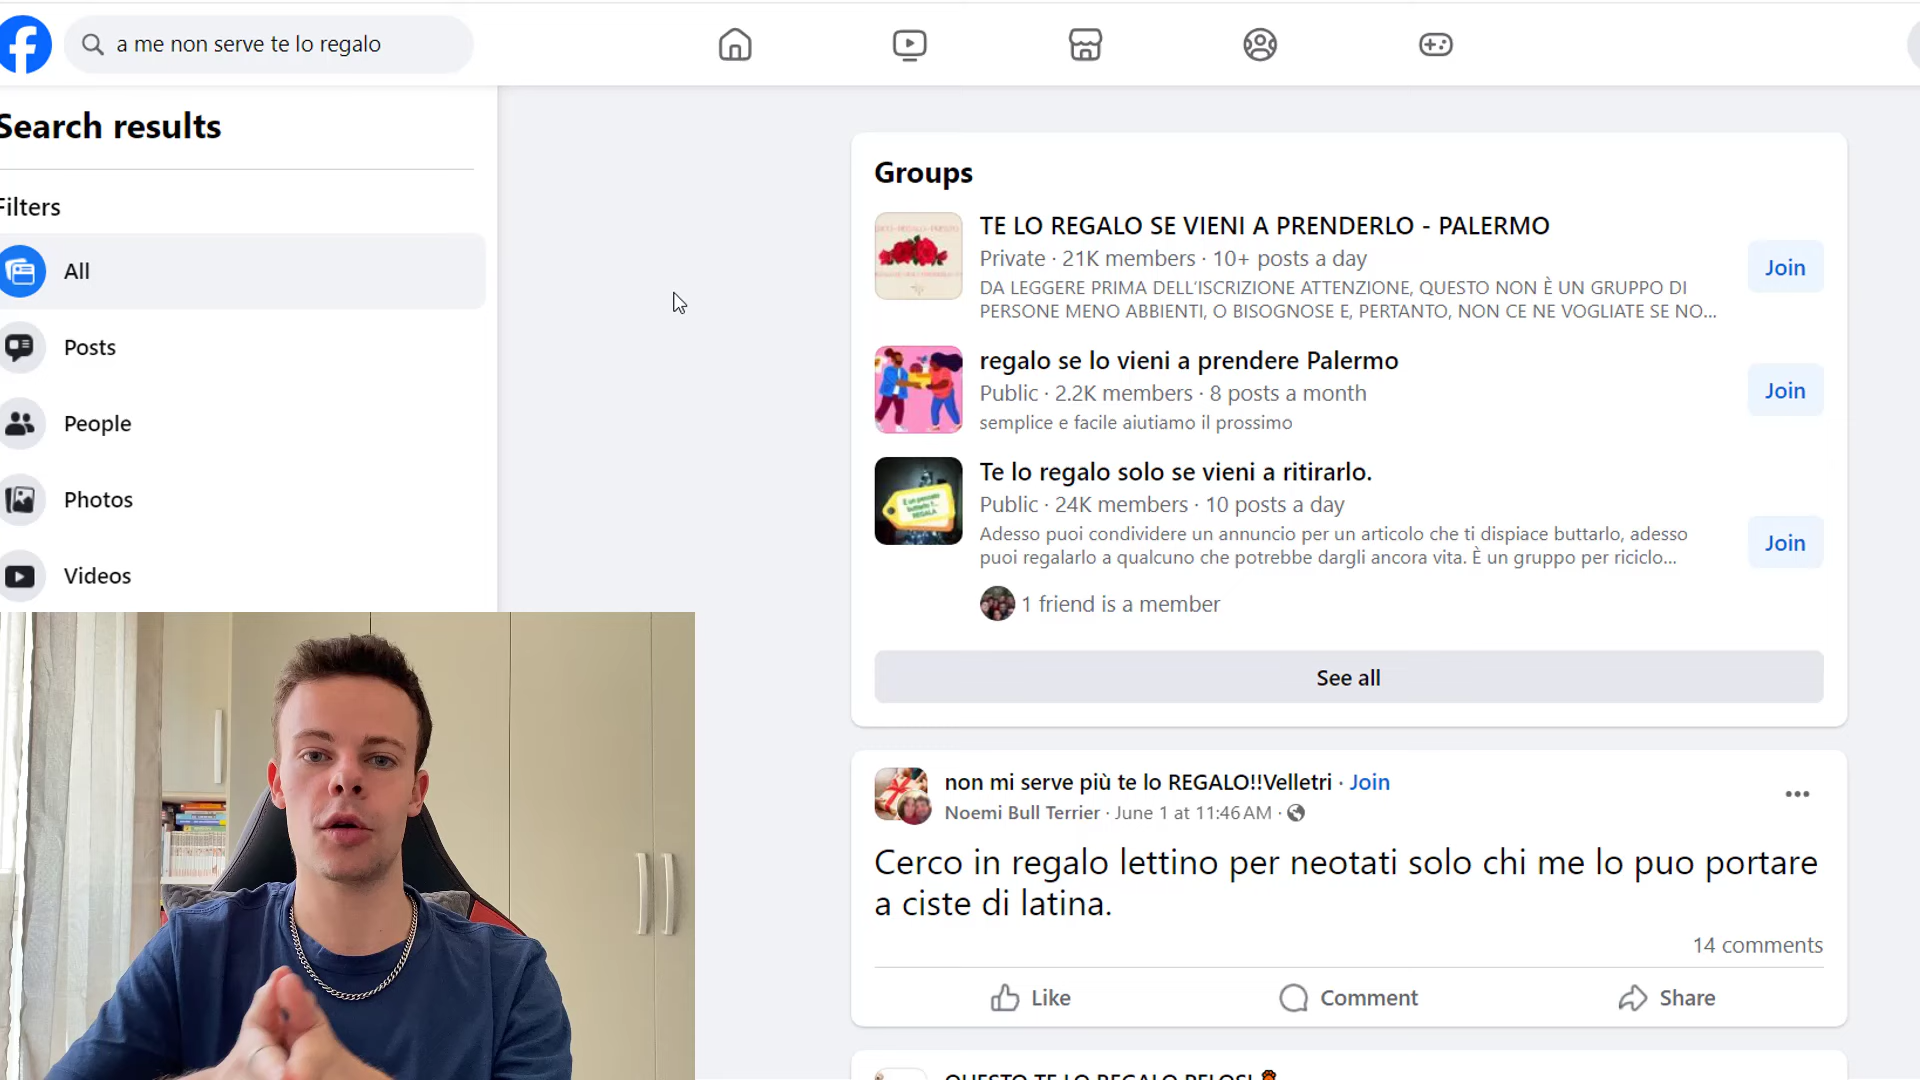 a me non serve te lo regalo
Search results
Filters
All
Posts
People
Photos
Videos
Groups
TE LO REGALO SE VIENI A PRENDERLO - PALERMO
Private · 21K members · 10+ posts a day
DA LEGGERE PRIMA DELL'ISCRIZIONE ATTENZIONE, QUESTO NON È UN GRUPPO DI
PERSONE MENO ABBIENTI, O BISOGNOSE E, PERTANTO, NON CE NE VOGLIATE SE NO...
Join
regalo se lo vieni a prendere Palermo
Public · 2.2K members · 8 posts a month
semplice e facile aiutiamo il prossimo
Join
Te lo regalo solo se vieni a ritirarlo.
Public · 24K members · 10 posts a day
Adesso puoi condividere un annuncio per un articolo che ti dispiace buttarlo, adesso
puoi regalarlo a qualcuno che potrebbe dargli ancora vita. È un gruppo per riciclo...
Join
1 friend is a member
See all
non mi serve più te lo REGALO!!Velletri · Join
Noemi Bull Terrier · June 1 at 11:46 AM ·
Cerco in regalo lettino per neotati solo chi me lo puo portare
a ciste di latina.
14 comments
Like
Comment
Share
QUESTO TE LO REGALO PELOSI